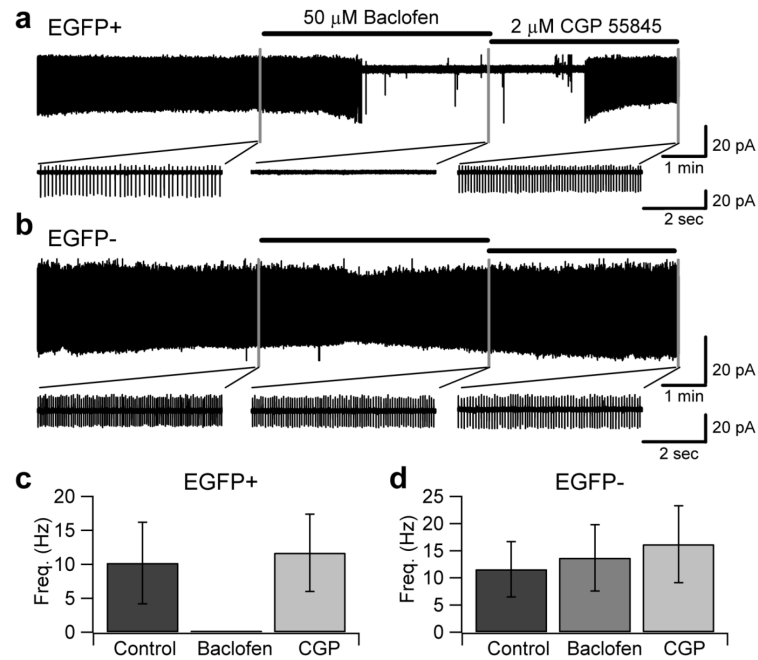 a
EGFP+
50 μM Baclofen
2 μM CGP 55845
20 pA
1 min
20 pA
2 sec
b
EGFP-
20 pA
1 min
20 pA
2 sec
c
EGFP+
Freq. (Hz)
20
15
10
5
0
Control
Baclofen
CGP
d
EGFP-
Freq. (Hz)
25
20
15
10
5
0
Control
Baclofen
CGP